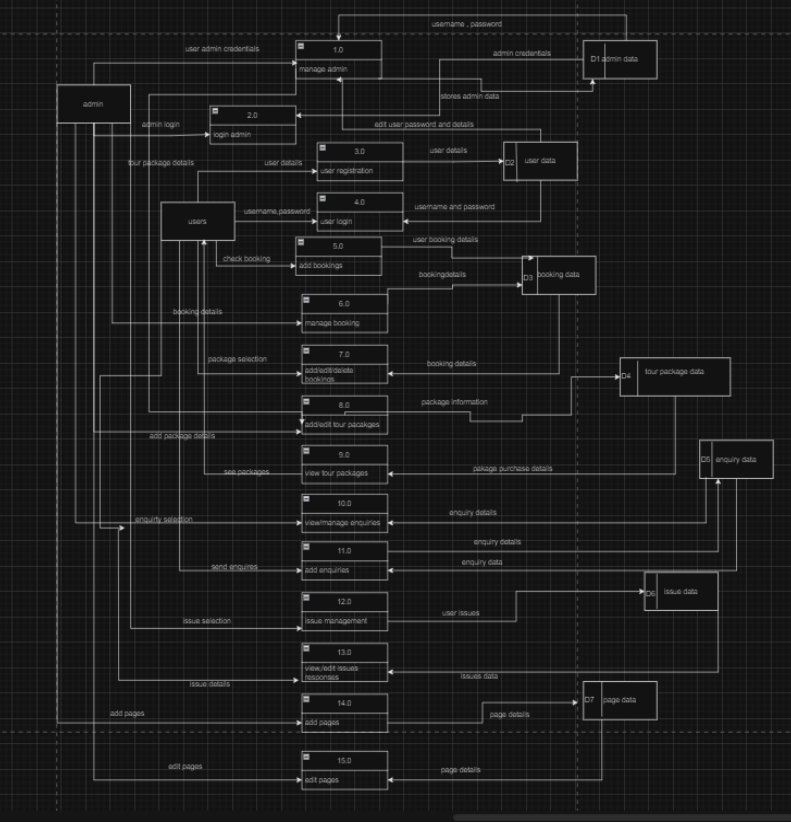 username , password
user admin credentials
1.0
manage admin
admin credentials
D1
admin data
stores admin data
admin
2.0
login admin
admin login
edit user password and details
3.0
user registration
user details
tour package details
user details
D2
user data
4.0
user login
username,password
username and password
users
5.0
add bookings
check booking
user booking details
bookingdetails
D3
booking data
6.0
manage booking
booking details
7.0
add/edit/delete
bookings
package selection
booking details
D4
tour package data
8.0
add/edit tour pacakges
package information
add package details
9.0
view tour packages
see packages
pakage purchase details
D5
enquiry data
10.0
view/manage enquiries
enquirty selection
enquiry details
11.0
add enquiries
enquiry details
enquiry data
send enquires
12.0
issue management
D6
issue data
user issues
issue selection
13.0
view,/edit issues
responses
issues data
issue details
14.0
add pages
add pages
D7
page data
page details
15.0
edit pages
edit pages
page details